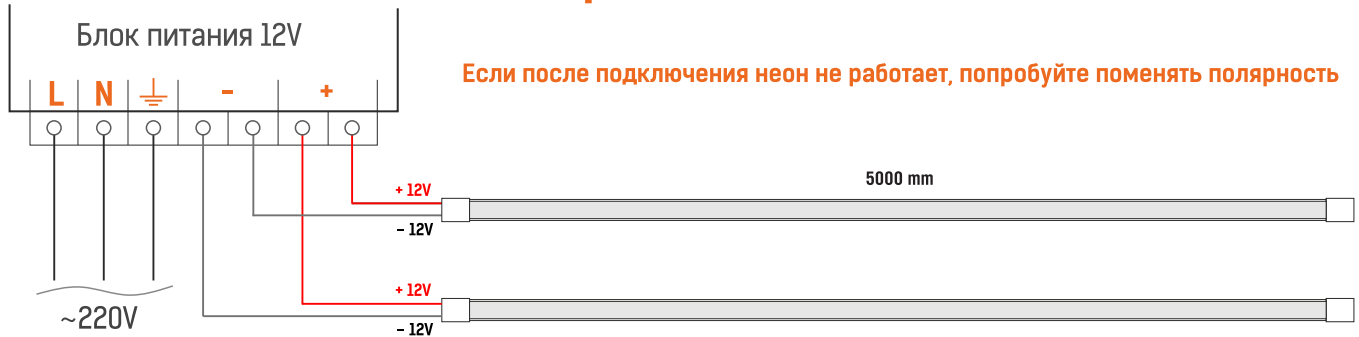 Блок питания 12V
Если после подключения неон не работает, попробуйте поменять полярность
L N - +
5000 mm
+ 12V
– 12V
+ 12V
– 12V
~220V